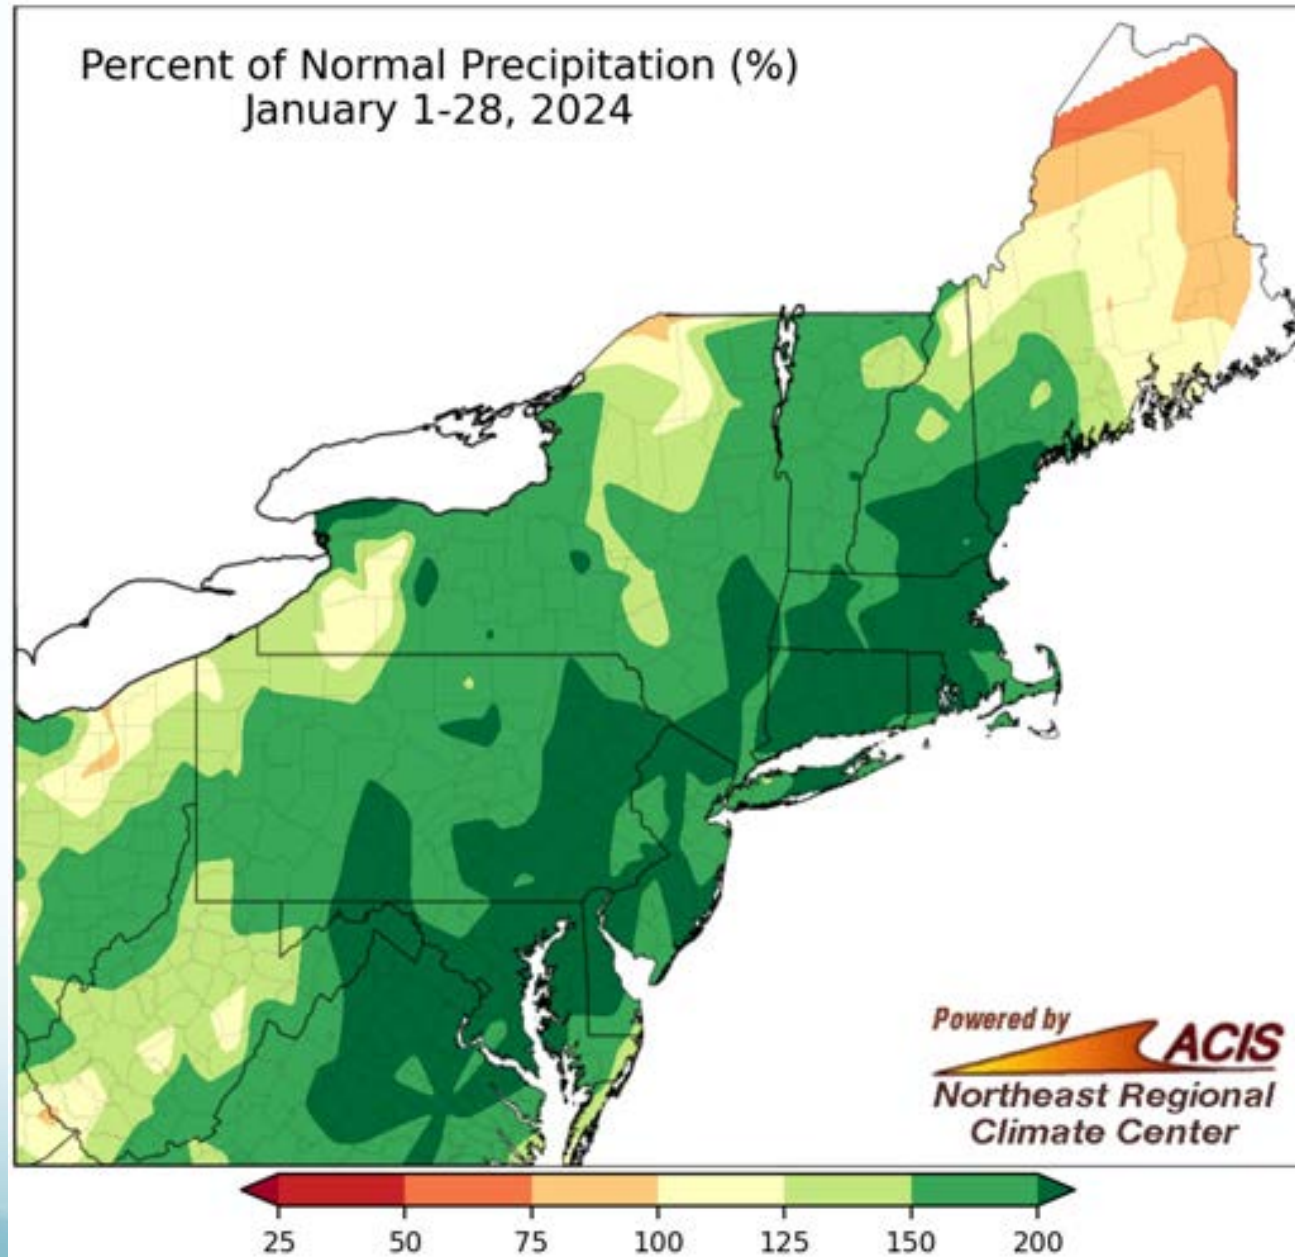 Percent of Normal Precipitation (%)
January 1-28, 2024
Powered by
ACIS
Northeast Regional
Climate Center
25 50 75 100 125 150 200